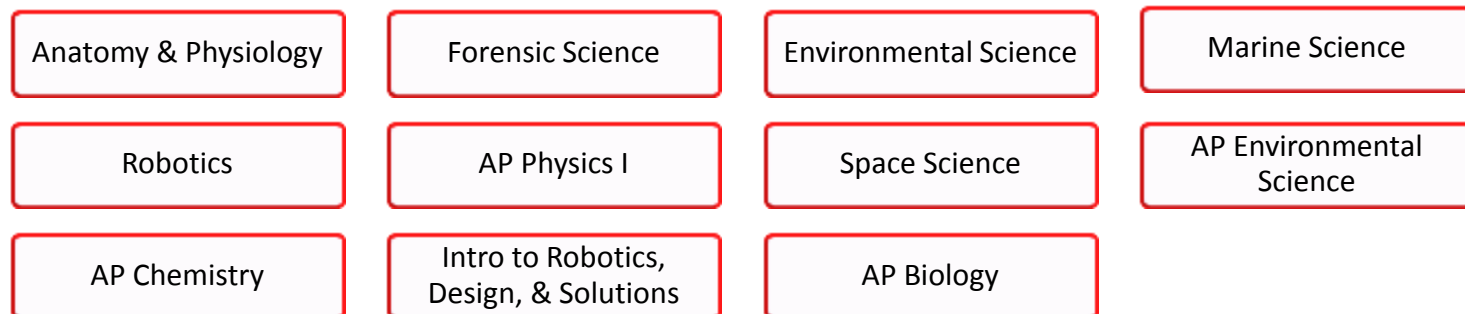 Anatomy & Physiology
Forensic Science
Environmental Science
Marine Science
Robotics
AP Physics I
Space Science
AP Environmental
Science
AP Chemistry
Intro to Robotics,
Design, & Solutions
AP Biology